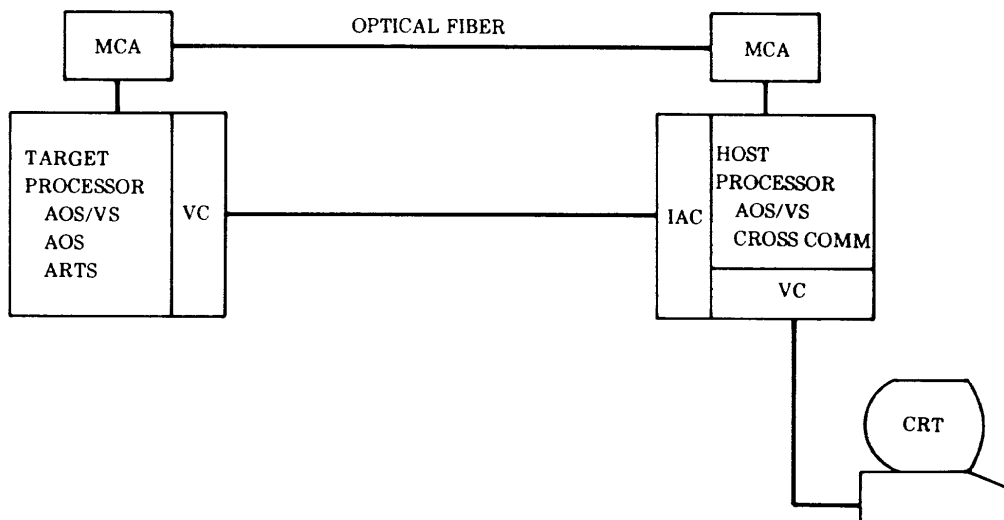 OPTICAL FIBER
MCA
MCA
TARGET
PROCESSOR
AOS/VS
AOS
ARTS
VC
IAC
HOST
PROCESSOR
AOS/VS
CROSS COMM
VC
CRT